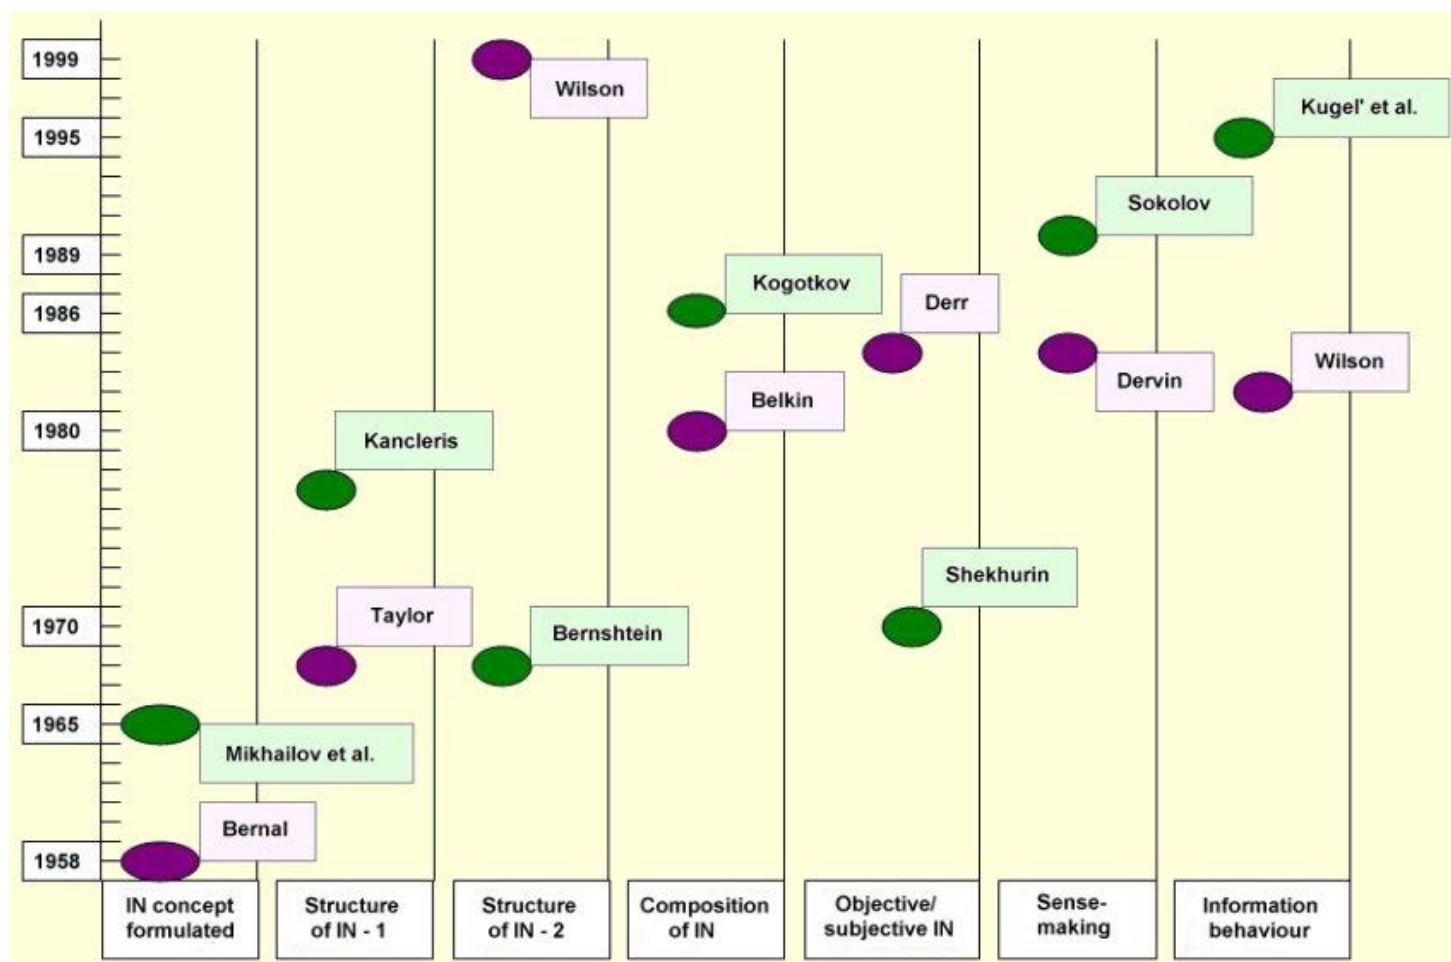 1999
Wilson
Kugel' et al.
1995
Sokolov
1989
Kogotkov
Derr
1986
Wilson
Dervin
Belkin
1980
Kancleris
Shekhurin
Taylor
1970
Bernshtein
1965
Mikhailov et al.
Bernal
1958
IN concept
formulated
Structure
of IN - 1
Structure
of IN - 2
Composition
of IN
Objective/
subjective IN
Sense-
making
Information
behaviour